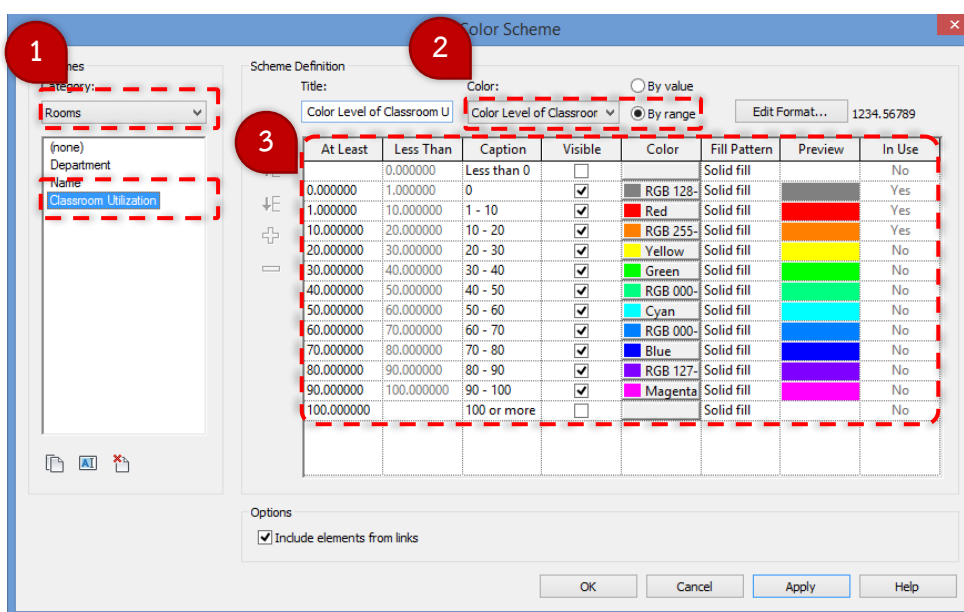 Color Scheme
1
2
3
Category:
Rooms
(none)
Department
Name
Classroom Utilization
Scheme Definition
Title:
Color:
By value
Color Level of Classroom U
Color Level of Classroor
By range
Edit Format...
1234.56789
At Least Less Than Caption Visible Color Fill Pattern Preview In Use
0.000000 Less than 0 Solid fill No
0.000000 1.000000 0 RGB 128- Solid fill Yes
1.000000 10.000000 1 - 10 Red Solid fill Yes
10.000000 20.000000 10 - 20 RGB 255- Solid fill Yes
20.000000 30.000000 20 - 30 Yellow Solid fill No
30.000000 40.000000 30 - 40 Green Solid fill No
40.000000 50.000000 40 - 50 RGB 000- Solid fill No
50.000000 60.000000 50 - 60 Cyan Solid fill No
60.000000 70.000000 60 - 70 RGB 000- Solid fill No
70.000000 80.000000 70 - 80 Blue Solid fill No
80.000000 90.000000 80 - 90 RGB 127- Solid fill No
90.000000 100.000000 90 - 100 Magenta Solid fill No
100.000000 100 or more Solid fill No
Options
Include elements from links
OK Cancel Apply Help